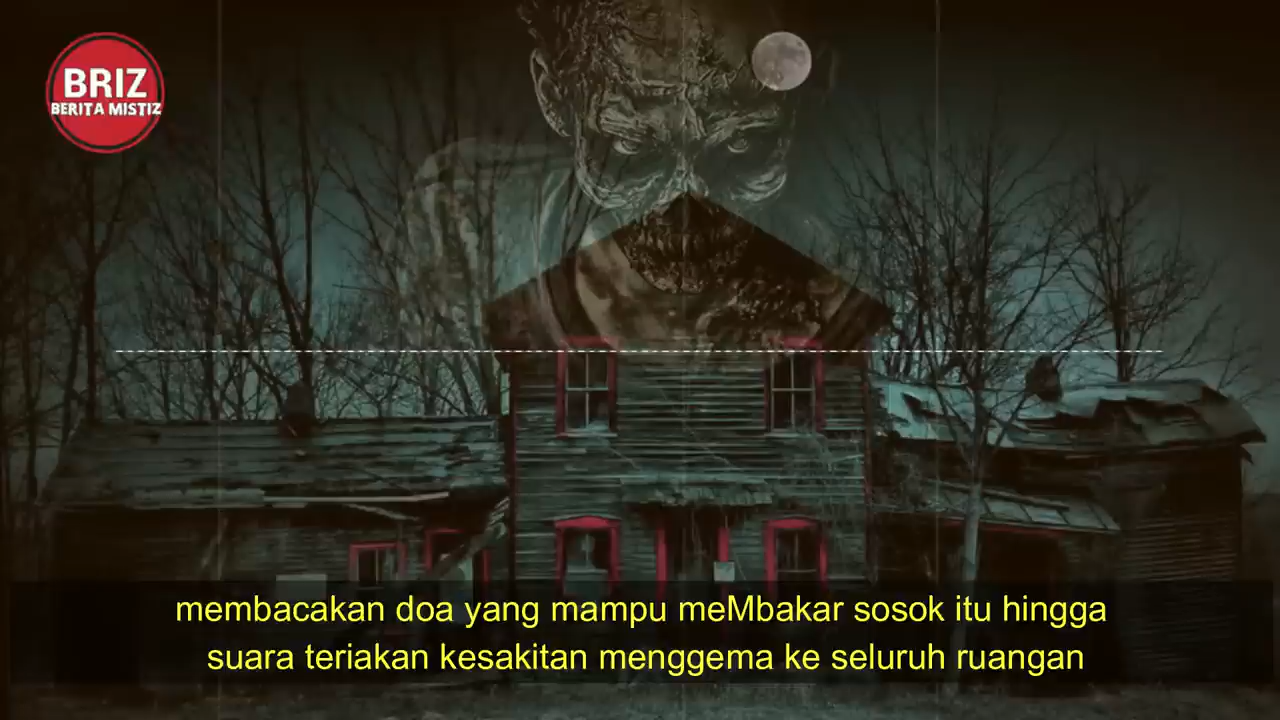 BRIZ
BERITA MISTIZ
membacakan doa yang mampu meMbakar sosok itu hingga
suara teriakan kesakitan menggema ke seluruh ruangan